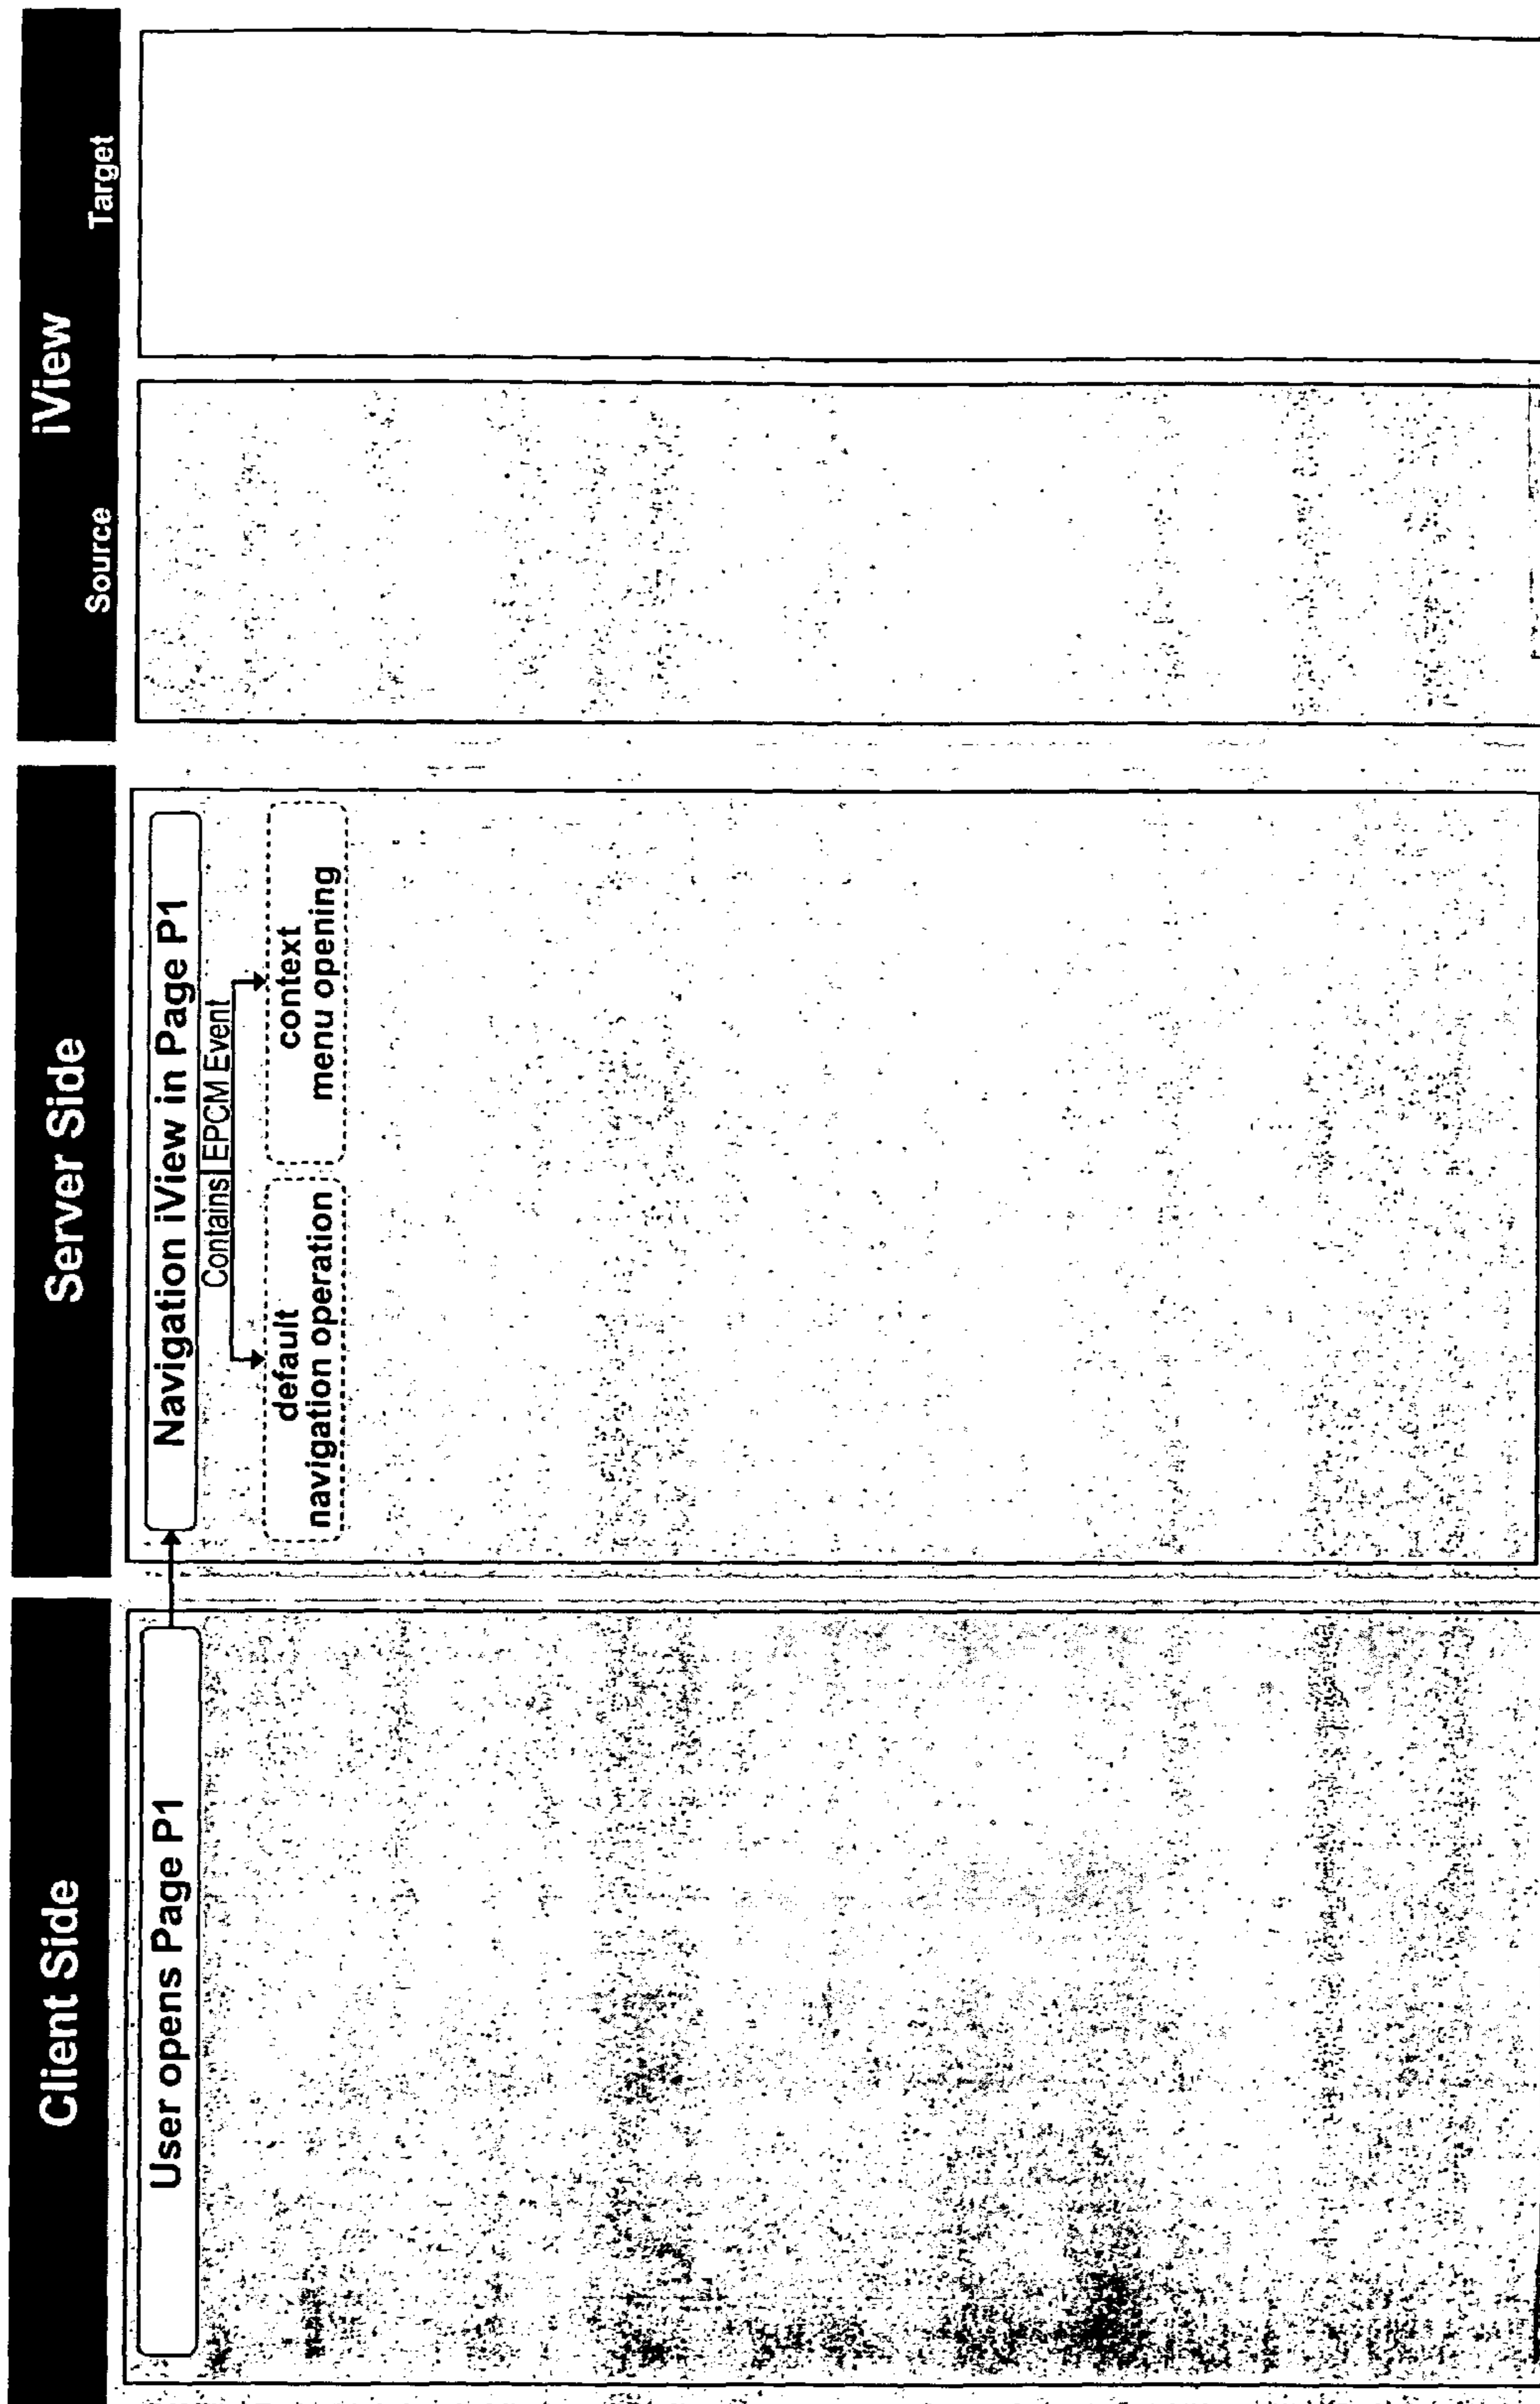 Client Side
Server Side
iView
Source
Target
User opens Page P1
Navigation iView in Page P1
Contains EPCM Event
default
navigation operation
context
menu opening